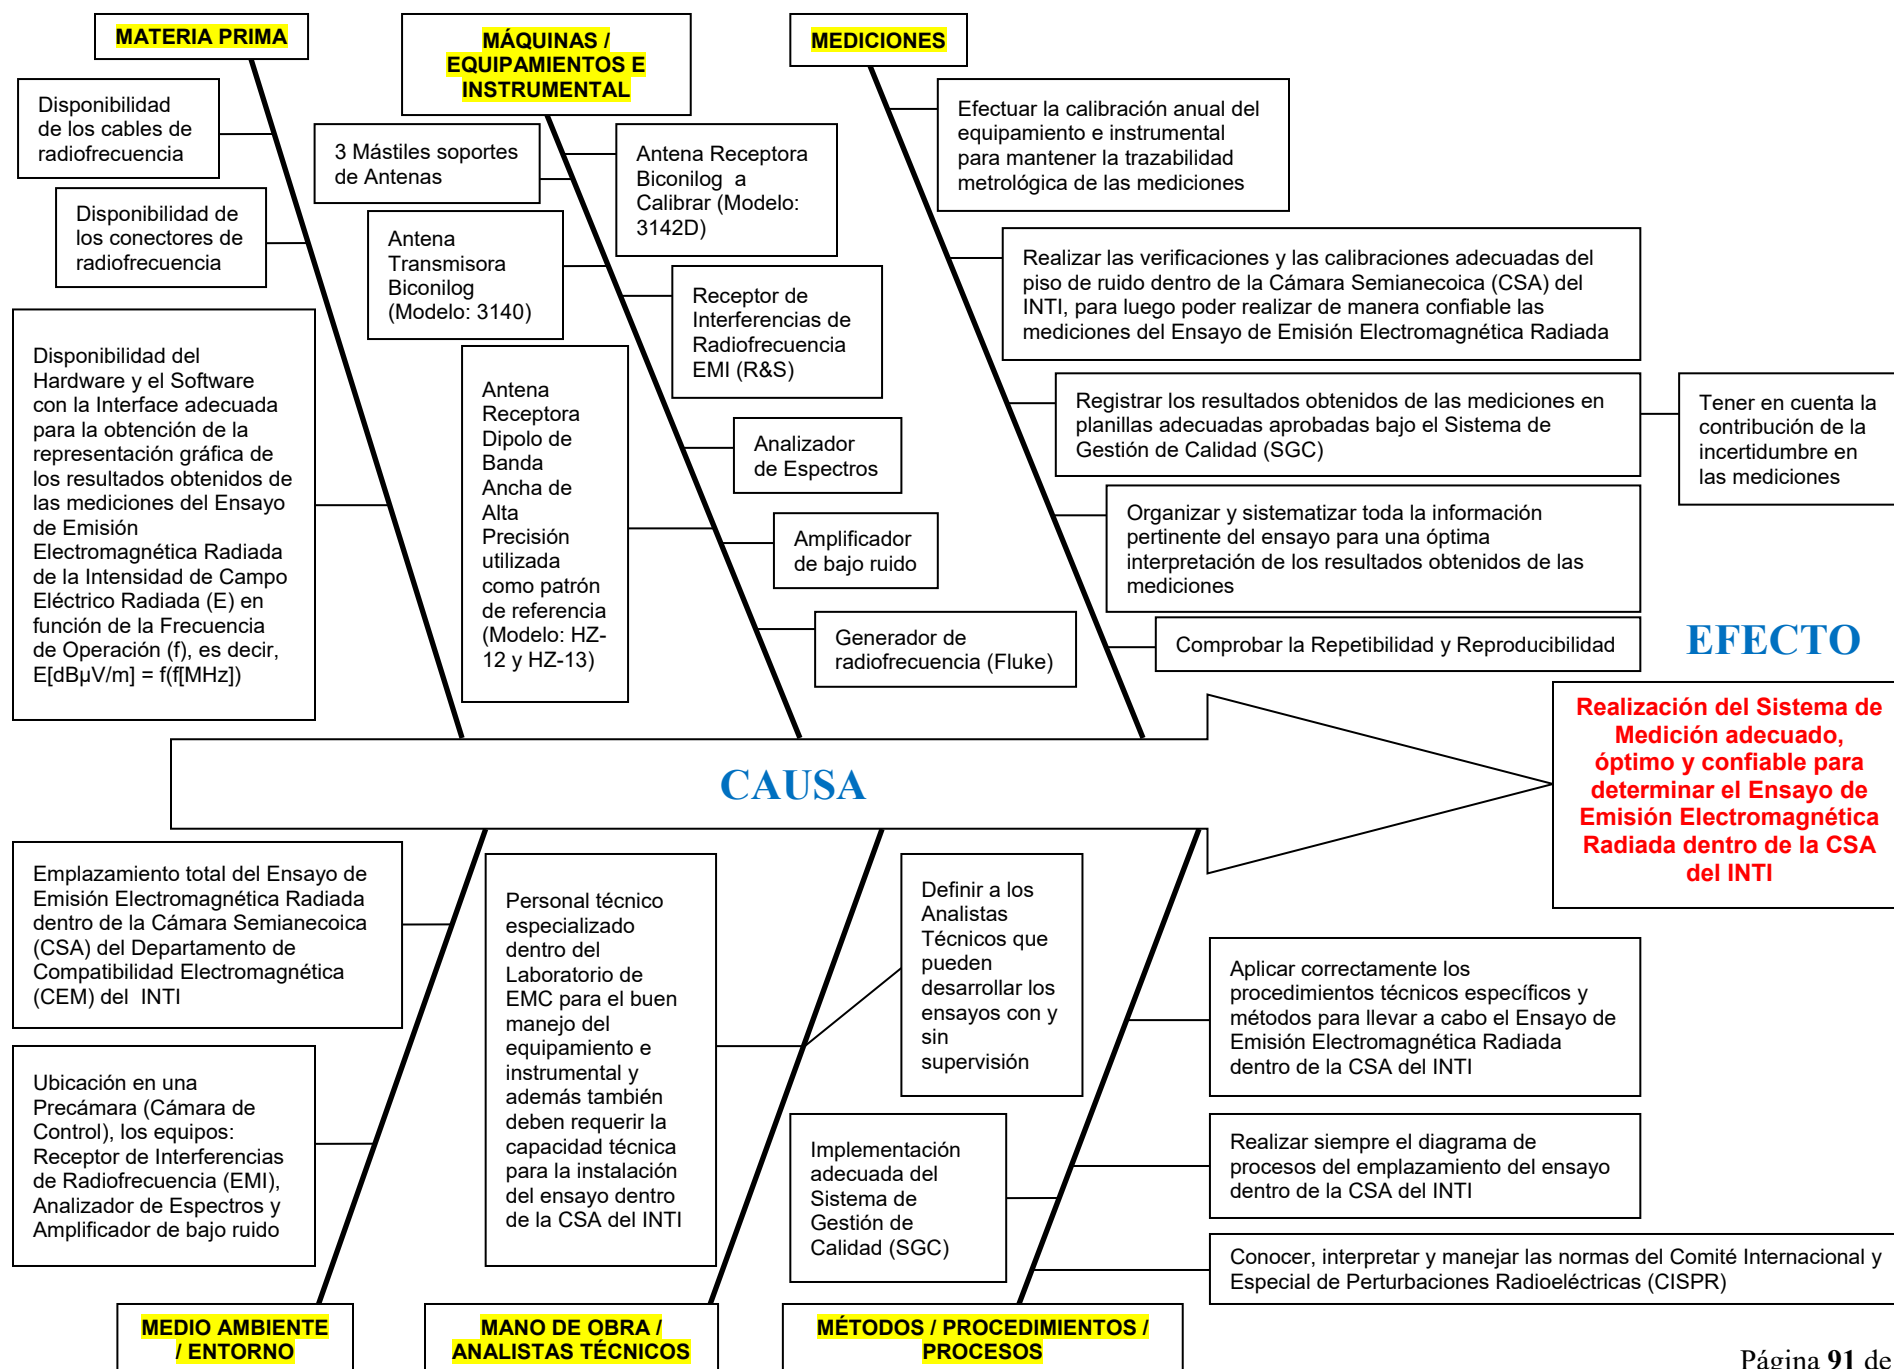 MATERIA PRIMA
MÁQUINAS /
EQUIPAMIENTOS E
INSTRUMENTAL
MEDICIONES
Disponibilidad
de los cables de
radiofrecuencia
Disponibilidad de
los conectores de
radiofrecuencia
Disponibilidad del
Hardware y el Software
con la Interface adecuada
para la obtención de la
representación gráfica de
los resultados obtenidos de
las mediciones del Ensayo
de Emisión
Electromagnética Radiada
de la Intensidad de Campo
Eléctrico Radiada (E) en
función de la Frecuencia
de Operación (f), es decir,
E[dBµV/m] = f(f[MHz])
3 Mástiles soportes
de Antenas
Antena
Transmisora
Biconilog
(Modelo: 3140)
Antena
Receptora
Dipolo de
Banda
Ancha de
Alta
Precisión
utilizada
como patrón
de referencia
(Modelo: HZ-
12 y HZ-13)
Antena Receptora
Biconilog a
Calibrar (Modelo:
3142D)
Receptor de
Interferencias de
Radiofrecuencia
EMI (R&S)
Analizador
de Espectros
Amplificador
de bajo ruido
Generador de
radiofrecuencia (Fluke)
Efectuar la calibración anual del
equipamiento e instrumental
para mantener la trazabilidad
metrológica de las mediciones
Realizar las verificaciones y las calibraciones adecuadas del
piso de ruido dentro de la Cámara Semianecoica (CSA) del
INTI, para luego poder realizar de manera confiable las
mediciones del Ensayo de Emisión Electromagnética Radiada
Registrar los resultados obtenidos de las mediciones en
planillas adecuadas aprobadas bajo el Sistema de
Gestión de Calidad (SGC)
Tener en cuenta la
contribución de la
incertidumbre en
las mediciones
Organizar y sistematizar toda la información
pertinente del ensayo para una óptima
interpretación de los resultados obtenidos de las
mediciones
Comprobar la Repetibilidad y Reproducibilidad
EFECTO
CAUSA
Realización del Sistema de
Medición adecuado,
óptimo y confiable para
determinar el Ensayo de
Emisión Electromagnética
Radiada dentro de la CSA
del INTI
Emplazamiento total del Ensayo de
Emisión Electromagnética Radiada
dentro de la Cámara Semianecoica
(CSA) del Departamento de
Compatibilidad Electromagnética
(CEM) del INTI
Ubicación en una
Precámara (Cámara de
Control), los equipos:
Receptor de Interferencias
de Radiofrecuencia (EMI),
Analizador de Espectros y
Amplificador de bajo ruido
Personal técnico
especializado
dentro del
Laboratorio de
EMC para el buen
manejo del
equipamiento e
instrumental y
además también
deben requerir la
capacidad técnica
para la instalación
del ensayo dentro
de la CSA del INTI
Definir a los
Analistas
Técnicos que
pueden
desarrollar los
ensayos con y
sin
supervisión
Implementación
adecuada del
Sistema de
Gestión de
Calidad (SGC)
Aplicar correctamente los
procedimientos técnicos específicos y
métodos para llevar a cabo el Ensayo de
Emisión Electromagnética Radiada
dentro de la CSA del INTI
Realizar siempre el diagrama de
procesos del emplazamiento del ensayo
dentro de la CSA del INTI
Conocer, interpretar y manejar las normas del Comité Internacional y
Especial de Perturbaciones Radioeléctricas (CISPR)
MEDIO AMBIENTE
/ ENTORNO
MANO DE OBRA /
ANALISTAS TÉCNICOS
MÉTODOS / PROCEDIMIENTOS /
PROCESOS
Página 91 de